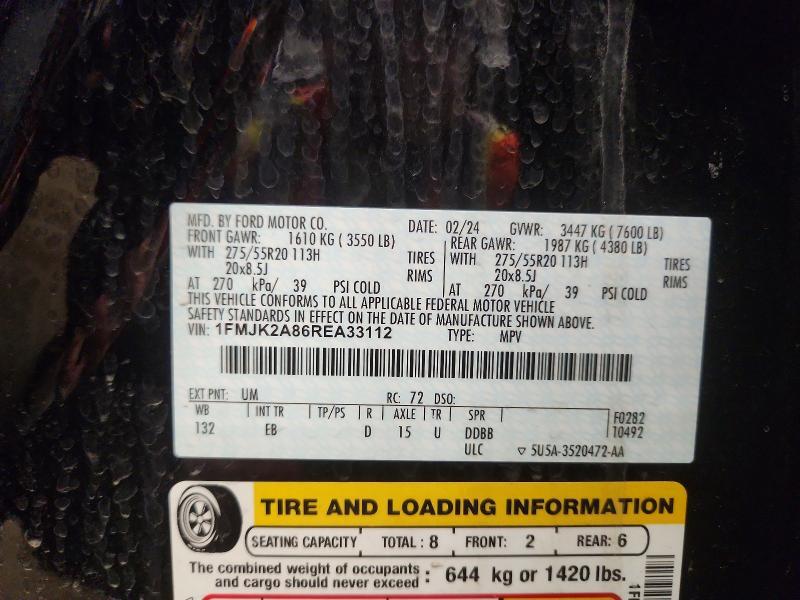 MFD. BY FORD MOTOR CO. DATE: 02/24 GVWR: 3447 KG ( 7600 LB)
FRONT GAWR: 1610 KG ( 3550 LB) REAR GAWR: 1987 KG ( 4380 LB)
WITH 275/55R20 113H TIRES WITH 275/55R20 113H TIRES
20x8.5J RIMS 20x8.5J RIMS
AT 270 kPa/ 39 PSI COLD AT 270 kPa/ 39 PSI COLD
THIS VEHICLE CONFORMS TO ALL APPLICABLE FEDERAL MOTOR VEHICLE
SAFETY STANDARDS IN EFFECT ON THE DATE OF MANUFACTURE SHOWN ABOVE.
VIN: 1FMJK2A86REA33112 TYPE: MPV
EXT PNT: UM RC: 72 DSO:
WB INT TR TP/PS R AXLE TR SPR F0282
132 EB D 15 U DDBB 10492
ULC ▽ 5U5A-3520472-AA
TIRE AND LOADING INFORMATION
SEATING CAPACITY TOTAL : 8 FRONT: 2 REAR: 6
The combined weight of occupants
and cargo should never exceed : 644 kg or 1420 lbs.